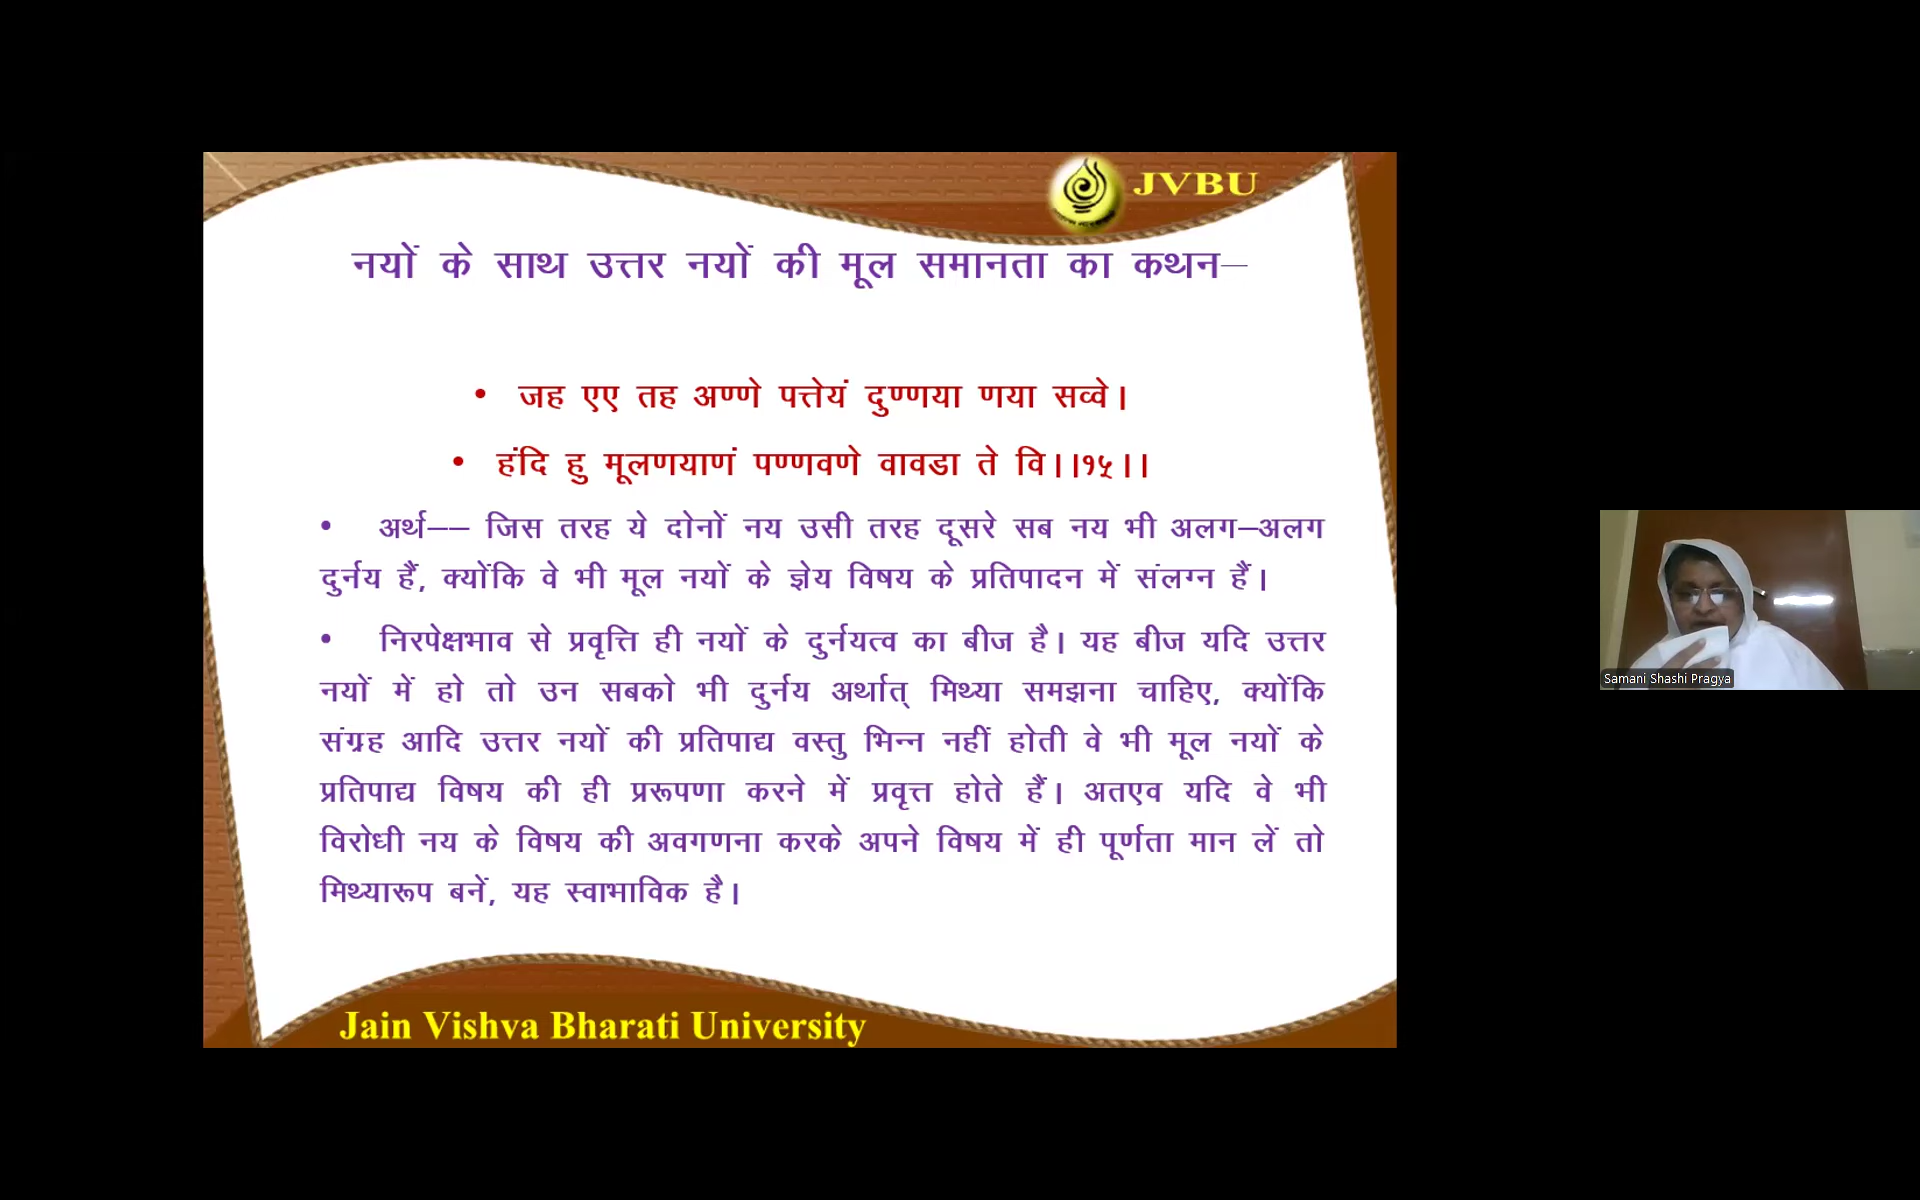 JVBU
नयों के साथ उत्तर नयों की मूल समानता का कथन—
• जह एए तह अण्णे पत्तेयं दुण्णया णया सव्वे।
• हंदि हु मूलणयाणं पण्णवणे वावडा ते वि।।१५।।
• अर्थ—— जिस तरह ये दोनों नय उसी तरह दूसरे सब नय भी अलग—अलग
दुर्नय हैं, क्योंकि वे भी मूल नयों के ज्ञेय विषय के प्रतिपादन में संलग्न हैं।
• निरपेक्षभाव से प्रवृत्ति ही नयों के दुर्नयत्व का बीज है। यह बीज यदि उत्तर
नयों में हो तो उन सबको भी दुर्नय अर्थात् मिथ्या समझना चाहिए, क्योंकि
संग्रह आदि उत्तर नयों की प्रतिपाद्य वस्तु भिन्न नहीं होती वे भी मूल नयों के
प्रतिपाद्य विषय की ही प्ररूपणा करने में प्रवृत्त होते हैं। अतएव यदि वे भी
विरोधी नय के विषय की अवगणना करके अपने विषय में ही पूर्णता मान लें तो
मिथ्यारूप बनें, यह स्वाभाविक है।
Jain Vishva Bharati University
Samani Shashi Pragya